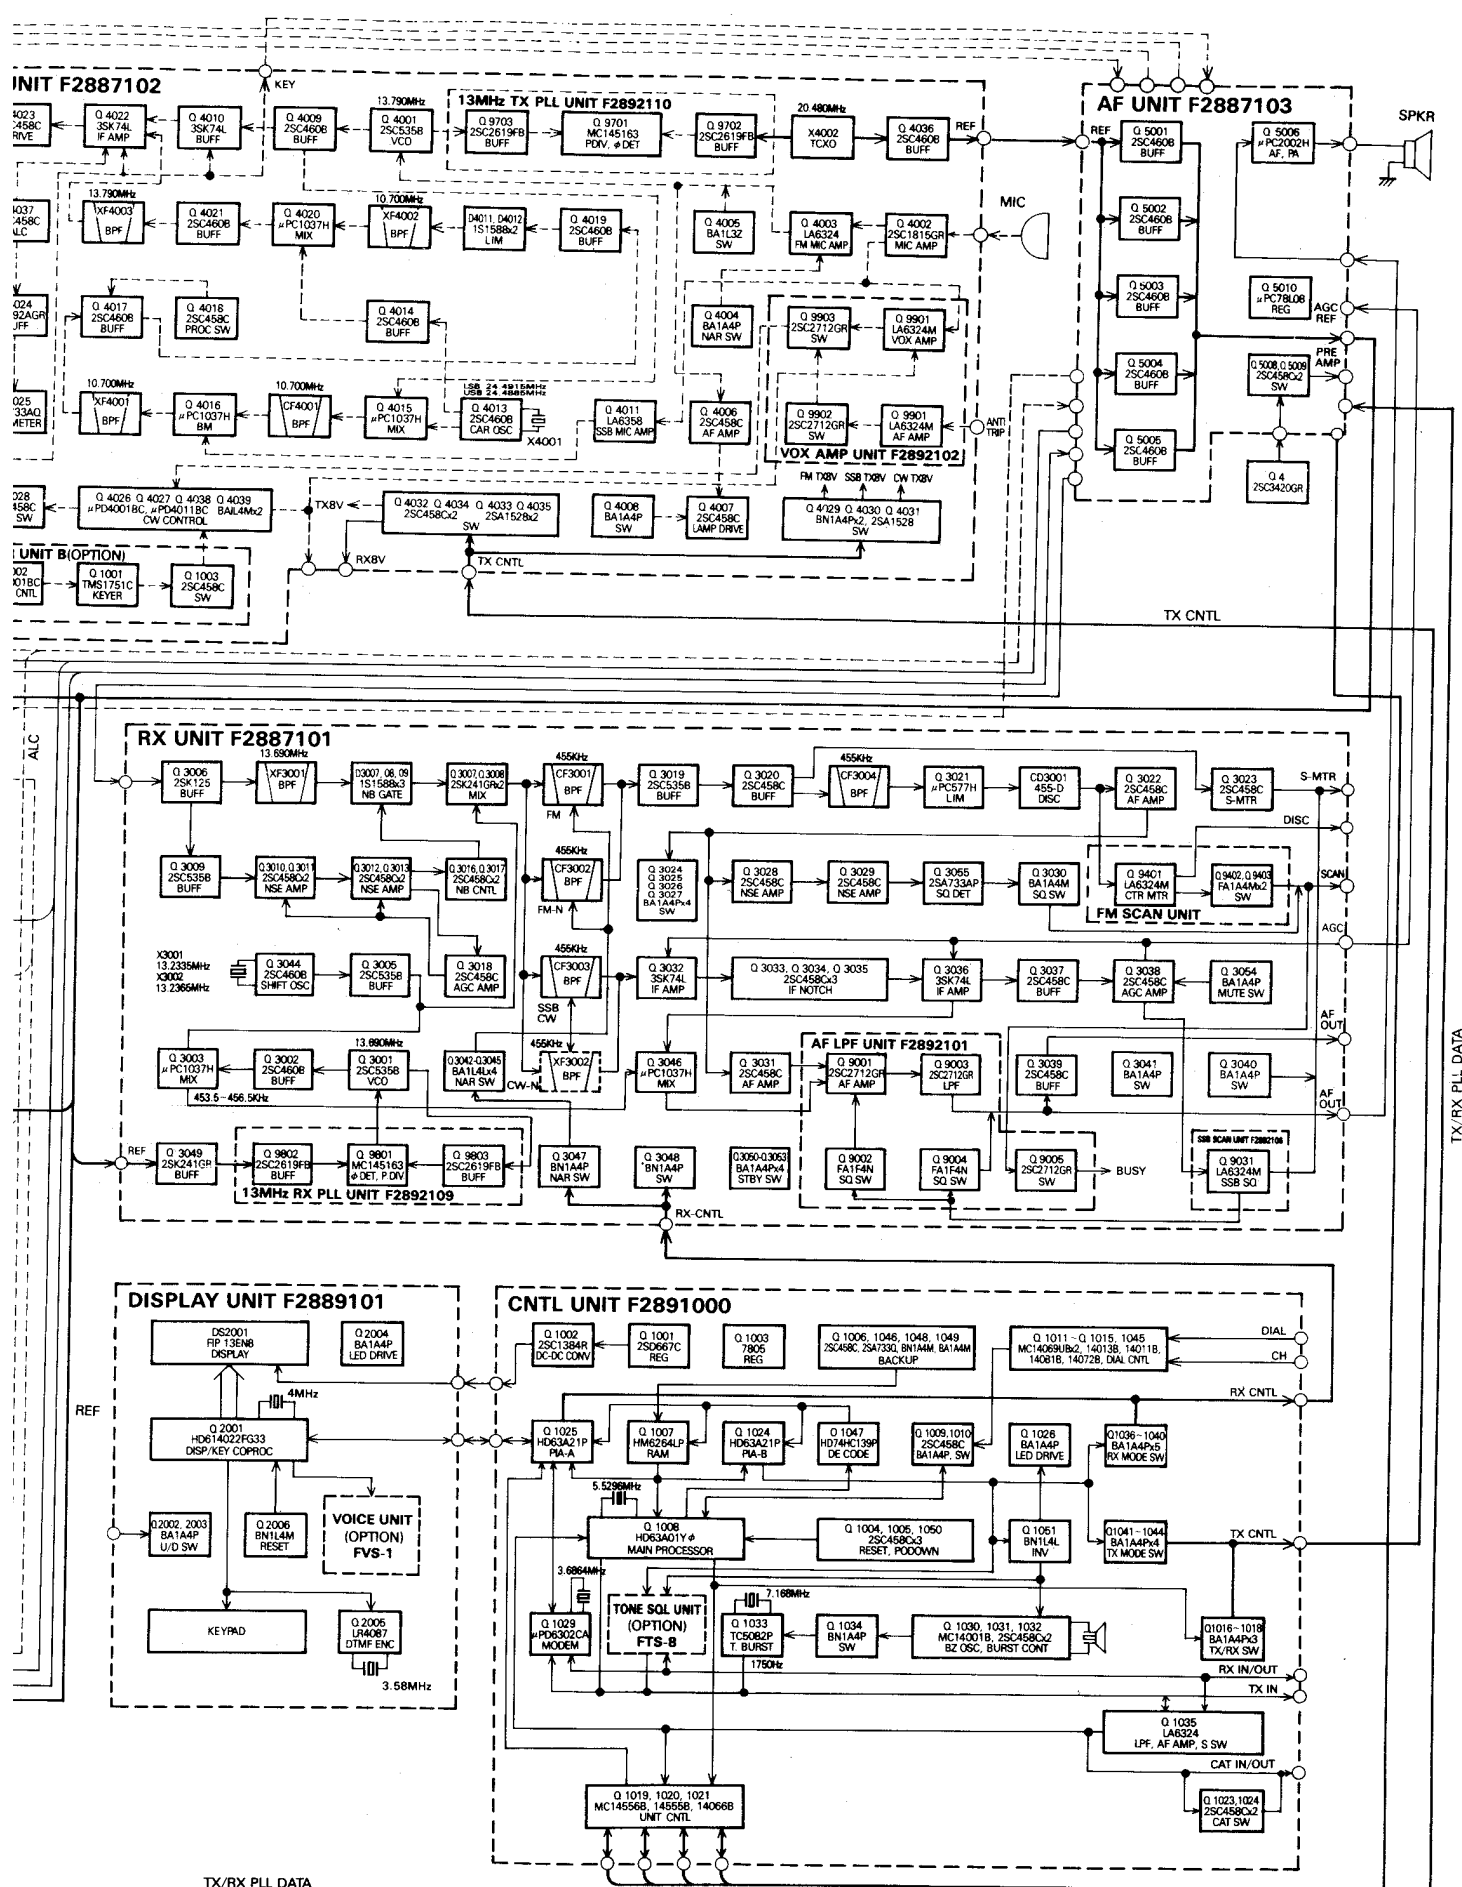 KEY
UNIT F2887102
4023
C458C
RIVE
Q 4022
3SK74L
IF AMP
Q 4010
3SK74L
BUFF
Q 4009
2SC460B
BUFF
13.790MHz
Q 4001
2SC535B
VCO
13MHz TX PLL UNIT F2892110
Q 9703
2SC2619FB
BUFF
Q 9701
MC145163
PDIV, φ DET
Q 9702
2SC2619FB
BUFF
20.480MHz
X4002
TCXO
Q 4036
2SC460B
BUFF
REF
AF UNIT F2887103
REF
Q 5001
2SC460B
BUFF
Q 5006
μPC2002H
AF, PA
SPKR
4037
C458C
ALC
13.790MHz
XF4003
BPF
Q 4021
2SC460B
BUFF
Q 4020
μPC1037H
MIX
10.700MHz
XF4002
BPF
D4011, D4012
1S1588x2
LIM
Q 4019
2SC460B
BUFF
Q 4005
BA1L3Z
SW
Q 4003
LA6324
FM MIC AMP
Q 4002
2SC1815GR
MIC AMP
MIC
Q 5002
2SC460B
BUFF
4024
92AGR
UFF
Q 4017
2SC460B
BUFF
Q 4018
2SC458C
PROC SW
Q 4014
2SC460B
BUFF
Q 4004
BA1A4P
NAR SW
Q 9903
2SC2712GR
SW
Q 9901
LA6324M
VOX AMP
Q 5003
2SC460B
BUFF
Q 5010
μPC78L08
REG
AGC
REF
PRE
AMP
4025
733AQ
METER
10.700MHz
XF4001
BPF
Q 4016
μPC1037H
BM
10.700MHz
CF4001
BPF
Q 4015
μPC1037H
MIX
LSB 24.4915MHz
USB 24.4885MHz
Q 4013
2SC460B
CAR OSC
X4001
Q 4011
LA6358
SSB MIC AMP
Q 4006
2SC458C
AF AMP
Q 9902
2SC2712GR
SW
Q 9901
LA6324M
AF AMP
ANTI
TRIP
VOX AMP UNIT F2892102
Q 5004
2SC460B
BUFF
Q 5008, Q 5009
2SC458Cx2
SW
Q 5005
2SC460B
BUFF
Q 4
2SC3420GR
4028
458C
SW
Q 4026 Q 4027 Q 4038 Q 4039
μPD4001BC, μPD4011BC BAIL4Mx2
CW CONTROL
TX8V
Q 4032 Q 4034 Q 4033 Q 4035
2SC458Cx2 2SA1528x2
SW
Q 4008
BA1A4P
SW
Q 4007
2SC458C
LAMP DRIVE
FM TX8V SSB TX8V CW TX8V
Q 4029 Q 4030 Q 4031
BN1A4Px2, 2SA1528
SW
UNIT B(OPTION)
002
01BC
CNTL
Q 1001
TMS1751C
KEYER
Q 1003
2SC458C
SW
RX8V
TX CNTL
TX CNTL
ALC
RX UNIT F2887101
Q 3006
2SK125
BUFF
13.690MHz
XF3001
BPF
D3007, 08, 09
1S1588x3
NB GATE
Q 3007, Q 3008
2SK241GRx2
MIX
455KHz
CF3001
BPF
FM
Q 3019
2SC535B
BUFF
Q 3020
2SC458C
BUFF
455KHz
CF3004
BPF
Q 3021
μPC577H
LIM
CD3001
455-D
DISC
Q 3022
2SC458C
AF AMP
Q 3023
2SC458C
S-MTR
S-MTR
DISC
Q 3009
2SC535B
BUFF
Q 3010, Q 3011
2SC458Cx2
NSE AMP
Q 3012, Q 3013
2SC458Cx2
NSE AMP
Q 3016, Q 3017
2SC458Cx2
NB CNTL
455KHz
CF3002
BPF
FM-N
Q 3024
Q 3025
Q 3026
Q 3027
BA1A4Px4
SW
Q 3028
2SC458C
NSE AMP
Q 3029
2SC458C
NSE AMP
Q 3055
2SA733AP
SQ DET
Q 3030
BA1A4M
SQ SW
Q 9401
LA6324M
CTR MTR
Q 9402, Q 9403
FA1A4Mx2
SW
FM SCAN UNIT
SCAN
AGC
X3001
13.2335MHz
X3002
13.2365MHz
Q 3044
2SC460B
SHIFT OSC
Q 3005
2SC535B
BUFF
Q 3018
2SC458C
AGC AMP
455KHz
CF3003
BPF
SSB
CW
Q 3032
3SK74L
IF AMP
Q 3033, Q 3034, Q 3035
2SC458Cx3
IF NOTCH
Q 3036
3SK74L
IF AMP
Q 3037
2SC458C
BUFF
Q 3038
2SC458C
AGC AMP
Q 3054
BA1A4P
MUTE SW
AF
OUT
Q 3003
μPC1037H
MIX
Q 3002
2SC460B
BUFF
13.690MHz
Q 3001
2SC535B
VCO
Q 3042-Q 3045
BA1L4Lx4
NAR SW
CW-N
455KHz
XF3002
BPF
Q 3046
μPC1037H
MIX
Q 3031
2SC458C
AF AMP
AF LPF UNIT F2892101
Q 9001
2SC2712GR
AF AMP
Q 9003
2SC2712GR
LPF
Q 3039
2SC458C
BUFF
Q 3041
BA1A4P
SW
Q 3040
BA1A4P
SW
453.5~456.5KHz
AF
OUT
REF
Q 3049
2SK241GR
BUFF
Q 9802
2SC2619FB
BUFF
Q 9801
MC145163
φ DET, P.DIV
Q 9803
2SC2619FB
BUFF
13MHz RX PLL UNIT F2892109
Q 3047
BN1A4P
NAR SW
Q 3048
BN1A4P
SW
Q 3050-Q 3053
BA1A4Px4
STBY SW
Q 9002
FA1F4N
SQ SW
Q 9004
FA1F4N
SQ SW
Q 9005
2SC2712GR
SW
BUSY
SSB SCAN UNIT F2892106
Q 9031
LA6324M
SSB SQ
RX-CNTL
TX/RX PLL DATA
DISPLAY UNIT F2889101
DS2001
FIP 13EN8
DISPLAY
Q 2004
BA1A4P
LED DRIVE
4MHz
REF
Q 2001
HD614022FG33
DISP/KEY COPROC
Q 2002, 2003
BA1A4P
U/D SW
Q 2006
BN1L4M
RESET
VOICE UNIT
(OPTION)
FVS-1
KEYPAD
Q 2005
LR4087
DTMF ENC
3.58MHz
CNTL UNIT F2891000
Q 1002
2SC1384R
DC-DC CONV
Q 1001
2SD667C
REG
Q 1003
7805
REG
Q 1006, 1046, 1048, 1049
2SC458C, 2SA733Q, BN1A4M, BA1A4M
BACKUP
Q 1011 ~ Q 1015, 1045
MC14069UBx2, 14013B, 14011B,
14081B, 14072B, DIAL CNTL
DIAL
CH
RX CNTL
Q 1025
HD63A21P
PIA-A
Q 1007
HM6264LP
RAM
Q 1024
HD63A21P
PIA-B
Q 1047
HD74HC139P
DE CODE
Q 1009, 1010
2SC458C
BA1A4P, SW
Q 1026
BA1A4P
LED DRIVE
Q 1036~1040
BA1A4Px5
RX MODE SW
5.5296MHz
Q 1008
HD63A01Yφ
MAIN PROCESSOR
Q 1004, 1005, 1050
2SC458Cx3
RESET, PODOWN
Q 1051
BN1L4L
INV
Q1041~1044
BA1A4Px4
TX MODE SW
TX CNTL
3.6864MHz
Q 1029
μPD6302CA
MODEM
TONE SQL UNIT
(OPTION)
FTS-8
7.168MHz
Q 1033
TC5082P
T. BURST
1750Hz
Q 1034
BN1A4P
SW
Q 1030, 1031, 1032
MC14001B, 2SC458Cx2
BZ OSC, BURST CONT
Q1016~1018
BA1A4Px3
TX/RX SW
RX IN/OUT
TX IN
Q 1035
LA6324
LPF, AF AMP, S SW
CAT IN/OUT
Q 1019, 1020, 1021
MC14556B, 14555B, 14066B
UNIT CNTL
Q 1023, 1024
2SC458Cx2
CAT SW
TX/RX PLL DATA